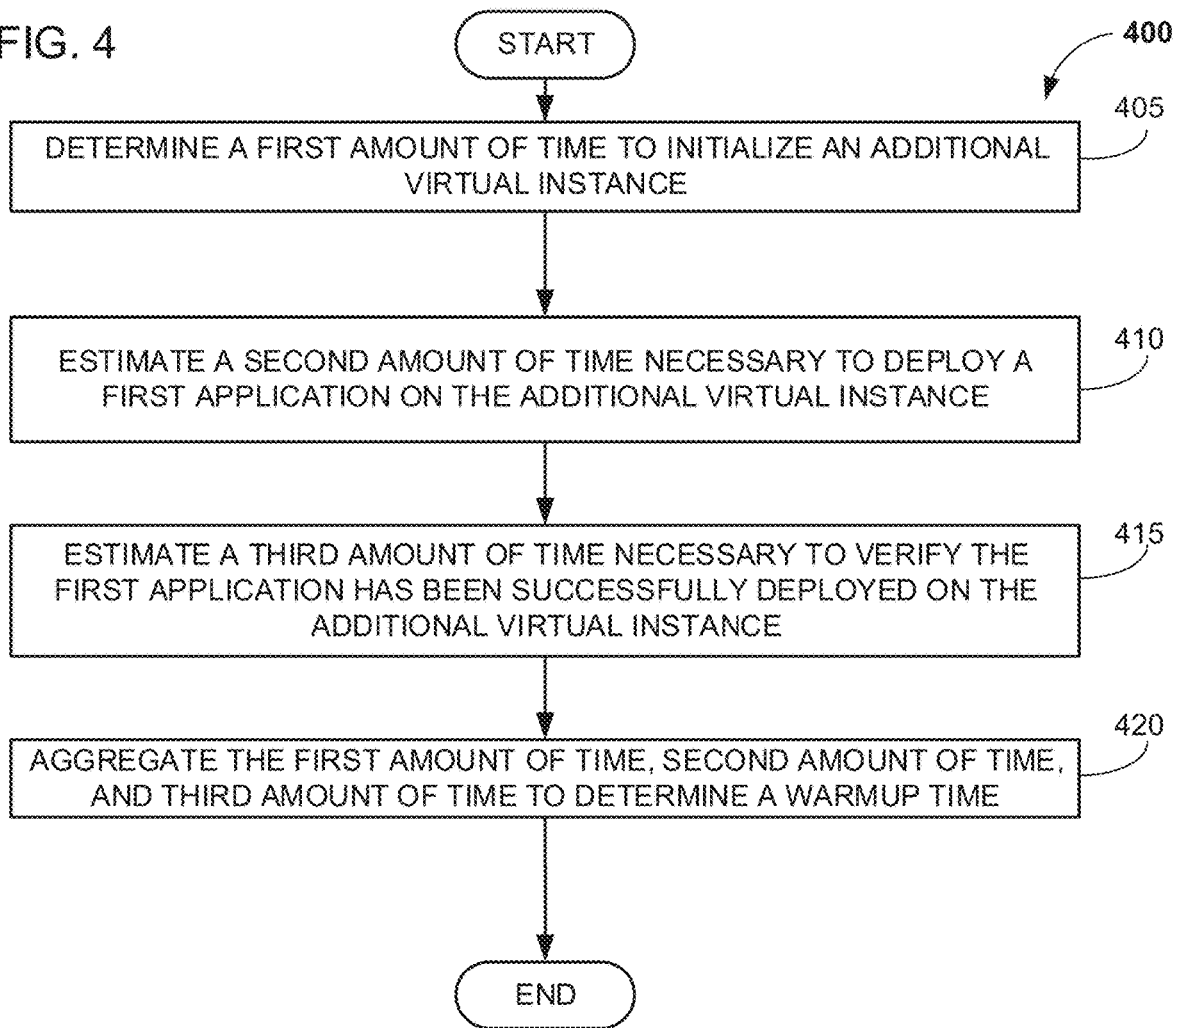 FIG. 4
START
400
405
DETERMINE A FIRST AMOUNT OF TIME TO INITIALIZE AN ADDITIONAL
VIRTUAL INSTANCE
410
ESTIMATE A SECOND AMOUNT OF TIME NECESSARY TO DEPLOY A
FIRST APPLICATION ON THE ADDITIONAL VIRTUAL INSTANCE
415
ESTIMATE A THIRD AMOUNT OF TIME NECESSARY TO VERIFY THE
FIRST APPLICATION HAS BEEN SUCCESSFULLY DEPLOYED ON THE
ADDITIONAL VIRTUAL INSTANCE
420
AGGREGATE THE FIRST AMOUNT OF TIME, SECOND AMOUNT OF TIME,
AND THIRD AMOUNT OF TIME TO DETERMINE A WARMUP TIME
END